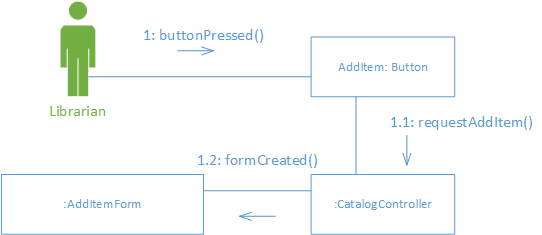 1: buttonPressed()
AddItem: Button
Librarian
1.1: requestAddItem()
1.2: formCreated()
:AddItemForm
:CatalogController